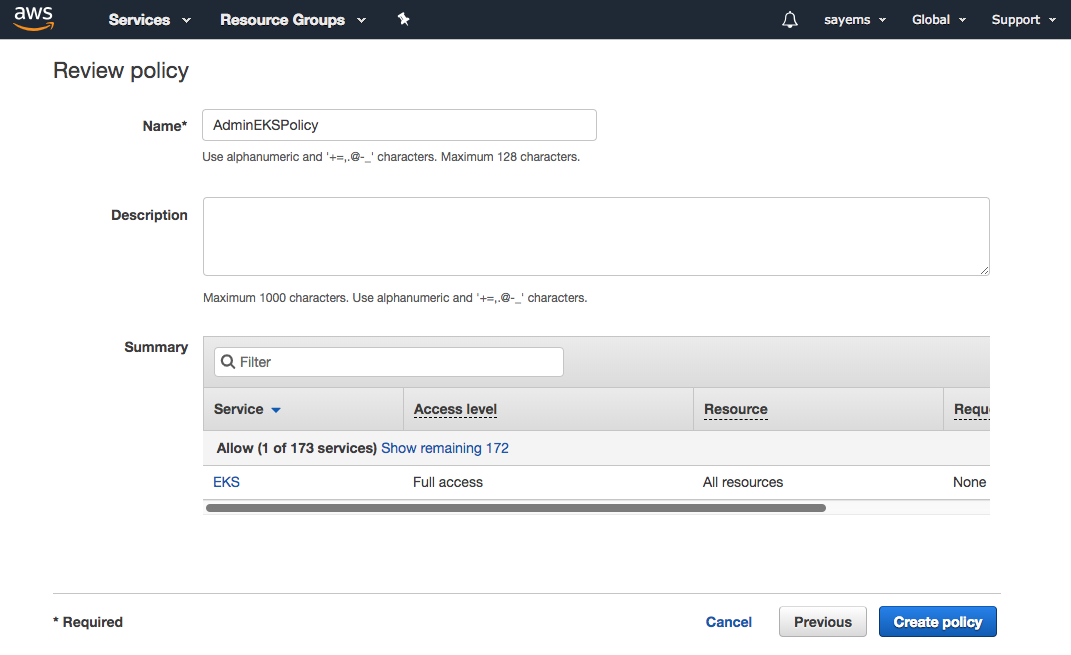 aws Services Resource Groups sayems Global Support
Review policy
Name* AdminEKSPolicy
Use alphanumeric and '+=,.@-_' characters. Maximum 128 characters.
Description
Maximum 1000 characters. Use alphanumeric and '+=,.@-_' characters.
Summary
Filter
Service Access level Resource Requ
Allow (1 of 173 services) Show remaining 172
EKS Full access All resources None
* Required Cancel Previous Create policy